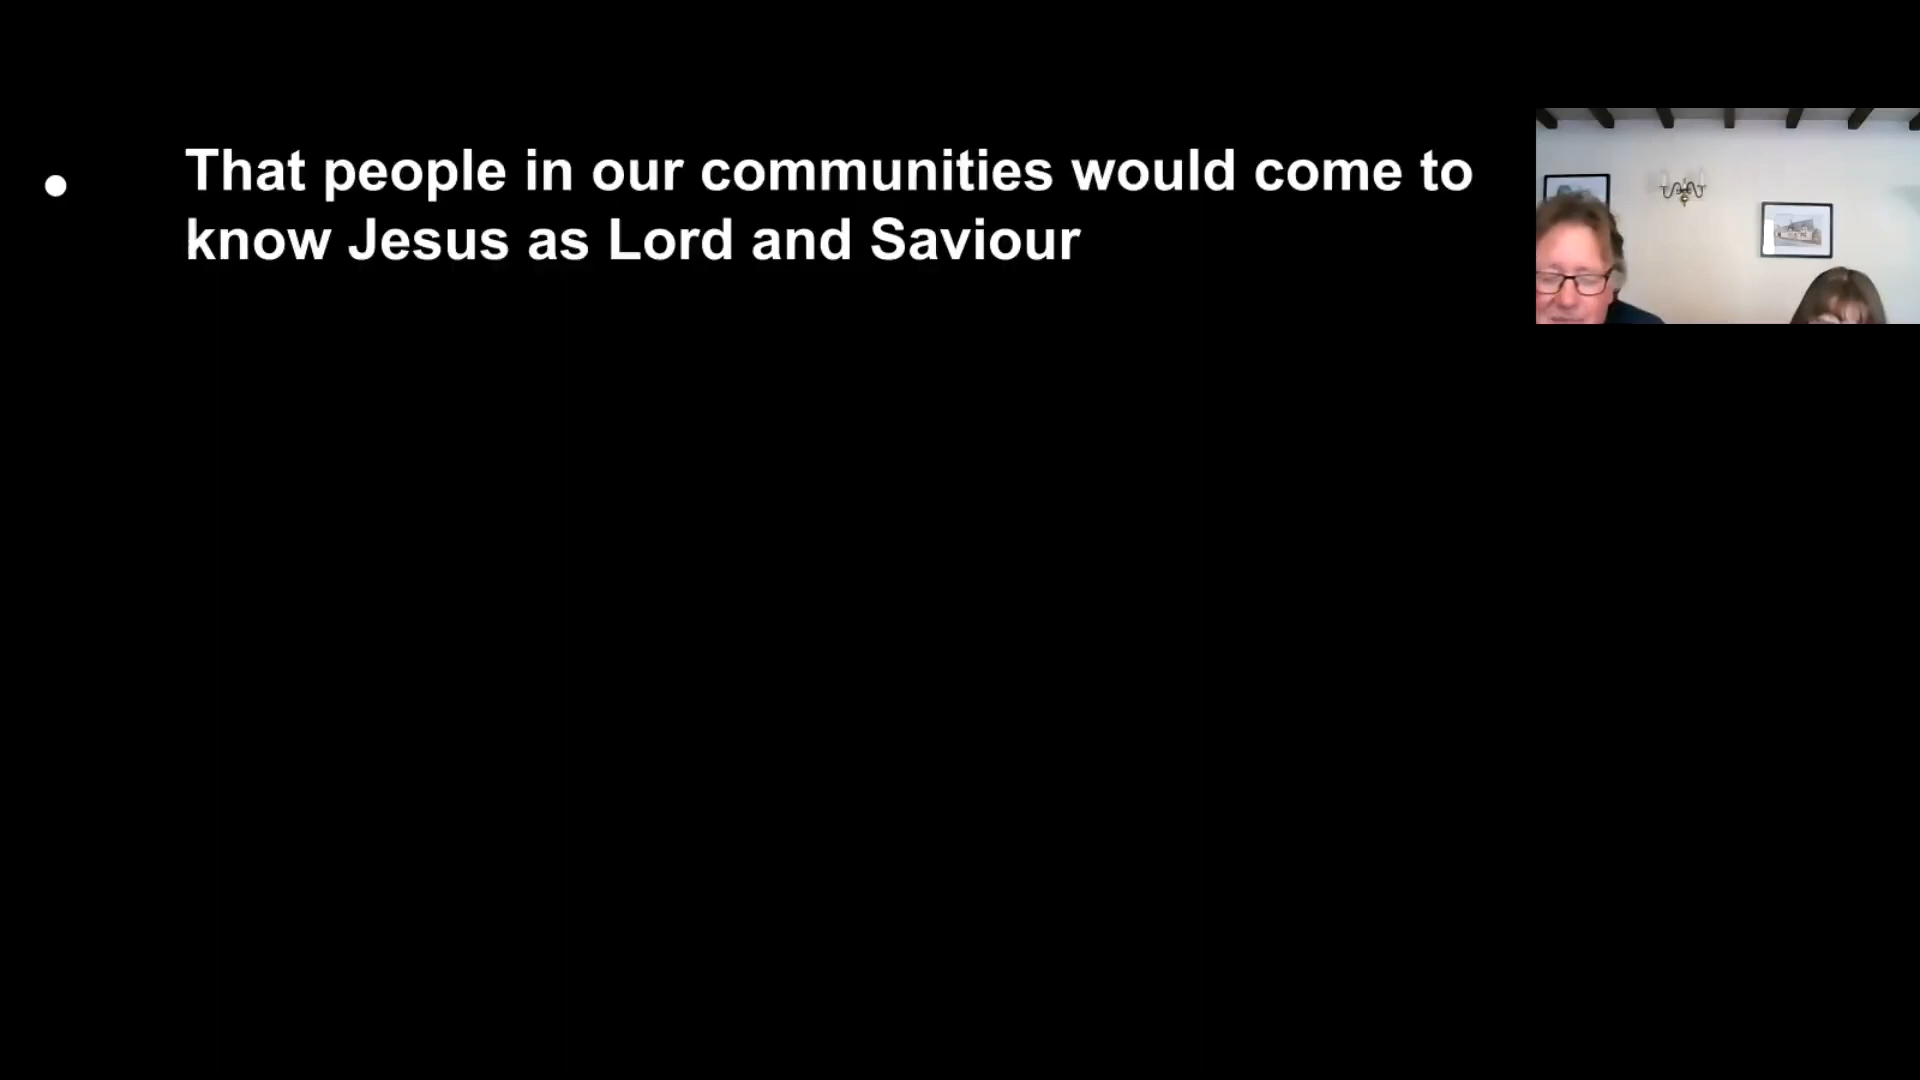 • That people in our communities would come to
know Jesus as Lord and Saviour